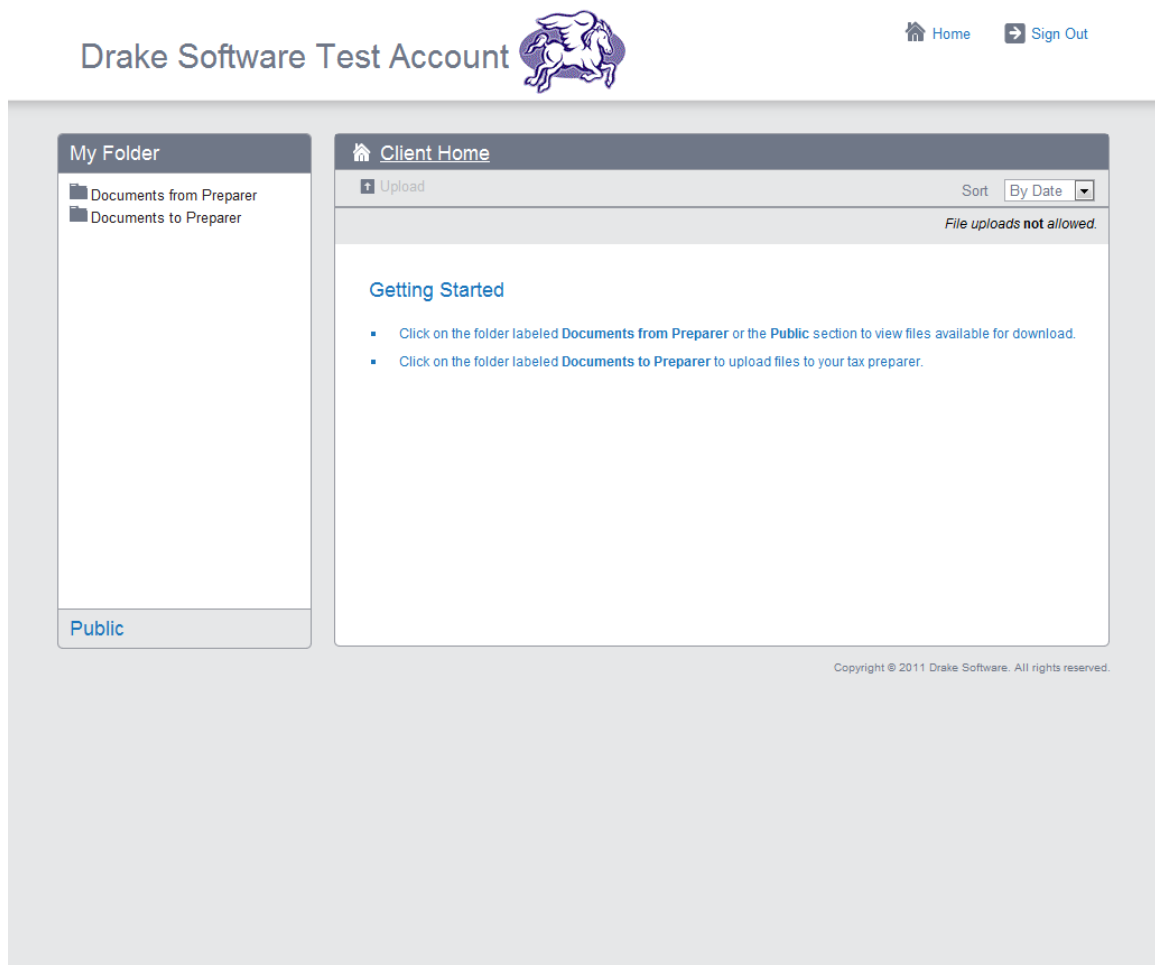 Drake Software Test Account
Home
Sign Out
My Folder
Documents from Preparer
Documents to Preparer
Public
Client Home
Upload
Sort By Date
File uploads not allowed.
Getting Started
Click on the folder labeled Documents from Preparer or the Public section to view files available for download.
Click on the folder labeled Documents to Preparer to upload files to your tax preparer.
Copyright © 2011 Drake Software. All rights reserved.